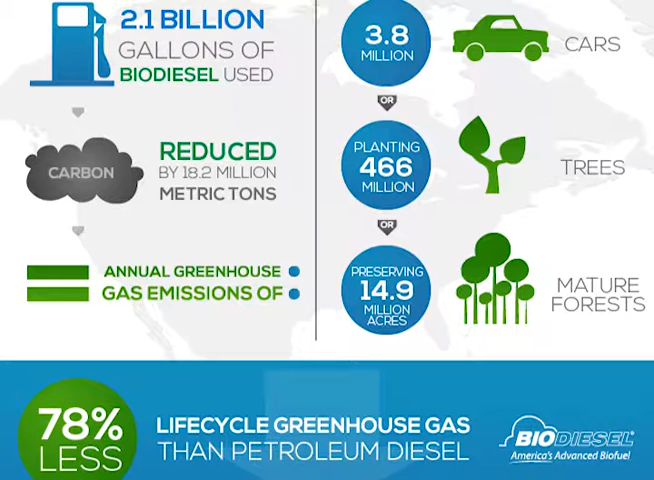 2.1 BILLION
GALLONS OF
BIODIESEL USED
CARBON
REDUCED
BY 18.2 MILLION
METRIC TONS
ANNUAL GREENHOUSE
GAS EMISSIONS OF
3.8
MILLION
CARS
OR
PLANTING
466
MILLION
TREES
OR
PRESERVING
14.9
MILLION
ACRES
MATURE
FORESTS
78%
LESS
LIFECYCLE GREENHOUSE GAS
THAN PETROLEUM DIESEL
BIODIESEL®
America's Advanced Biofuel